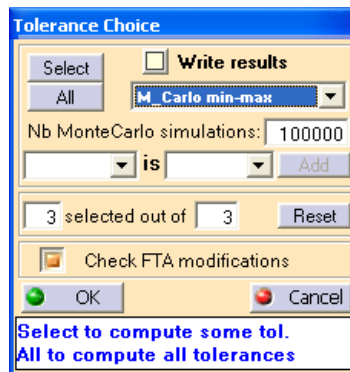 Tolerance Choice
Select
Write results
All
M_Carlo min-max
Nb MonteCarlo simulations: 100000
is
Add
3 selected out of 3
Reset
Check FTA modifications
OK
Cancel
Select to compute some tol.
All to compute all tolerances